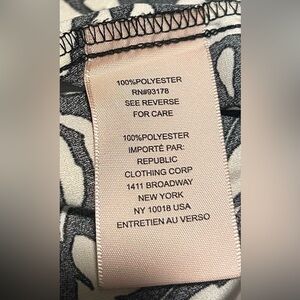 100%POLYESTER
RN#93178
SEE REVERSE
FOR CARE
100%POLYESTER
IMPORTÉ PAR:
REPUBLIC
CLOTHING CORP
1411 BROADWAY
NEW YORK
NY 10018 USA
ENTRETIEN AU VERSO